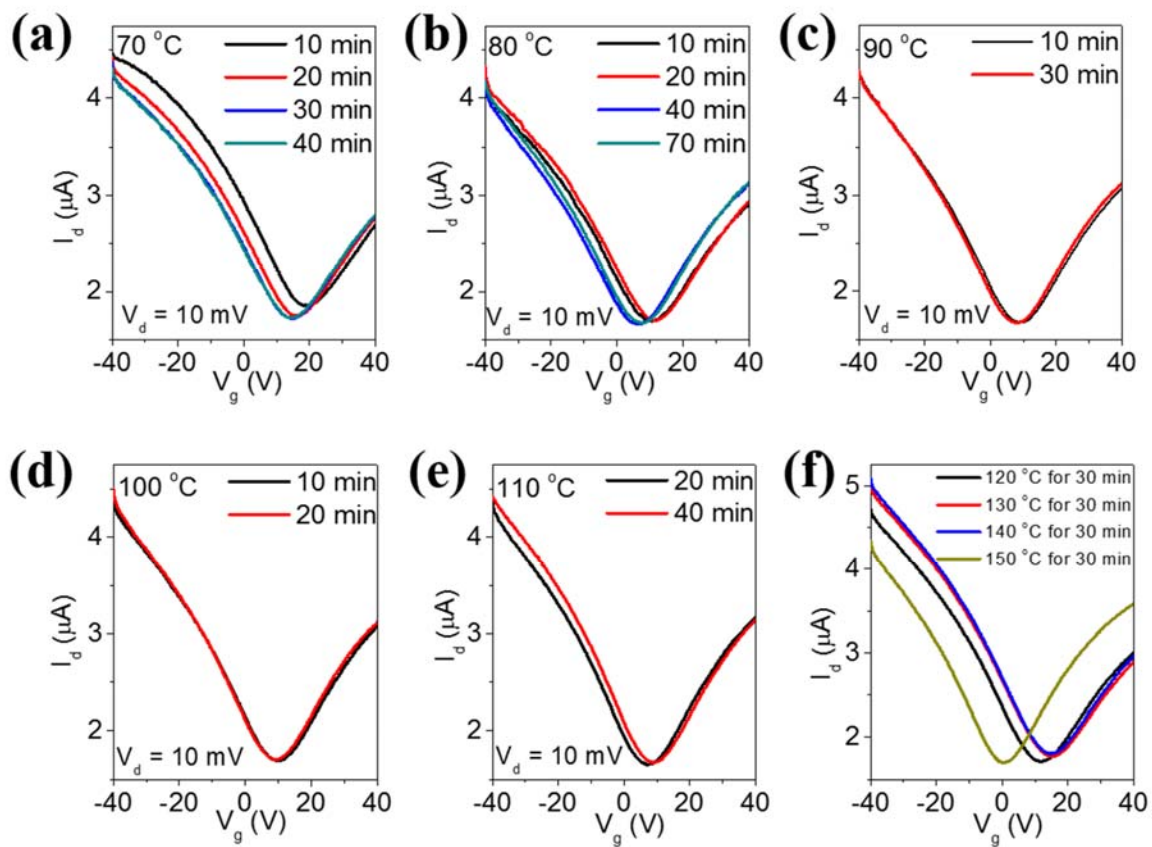 (a)
70 °C
10 min
20 min
30 min
40 min
4
3
2
I_d (μA)
V_d = 10 mV
-40 -20 0 20 40
V_g (V)
(b)
80 °C
10 min
20 min
40 min
70 min
4
3
2
I_d (μA)
V_d = 10 mV
-40 -20 0 20 40
V_g (V)
(c)
90 °C
10 min
30 min
4
3
2
I_d (μA)
V_d = 10 mV
-40 -20 0 20 40
V_g (V)
(d)
100 °C
10 min
20 min
4
3
2
I_d (μA)
V_d = 10 mV
-40 -20 0 20 40
V_g (V)
(e)
110 °C
20 min
40 min
4
3
2
I_d (μA)
V_d = 10 mV
-40 -20 0 20 40
V_g (V)
(f)
120 °C for 30 min
130 °C for 30 min
140 °C for 30 min
150 °C for 30 min
5
4
3
2
I_d (μA)
-40 -20 0 20 40
V_g (V)